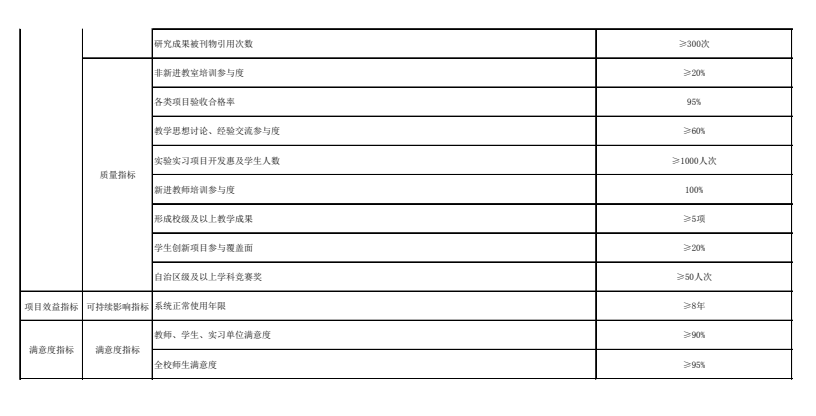 研究成果被刊物引用次数 ≥300次
非新进教室培训参与度 ≥20%
各类项目验收合格率 95%
教学思想讨论、经验交流参与度 ≥60%
实验实习项目开发惠及学生人数 ≥1000人次
质量指标
新进教师培训参与度 100%
形成校级及以上教学成果 ≥5项
学生创新项目参与覆盖面 ≥20%
自治区级及以上学科竞赛奖 ≥50人次
项目效益指标 可持续影响指标 系统正常使用年限 ≥8年
教师、学生、实习单位满意度 ≥90%
满意度指标 满意度指标
全校师生满意度 ≥95%